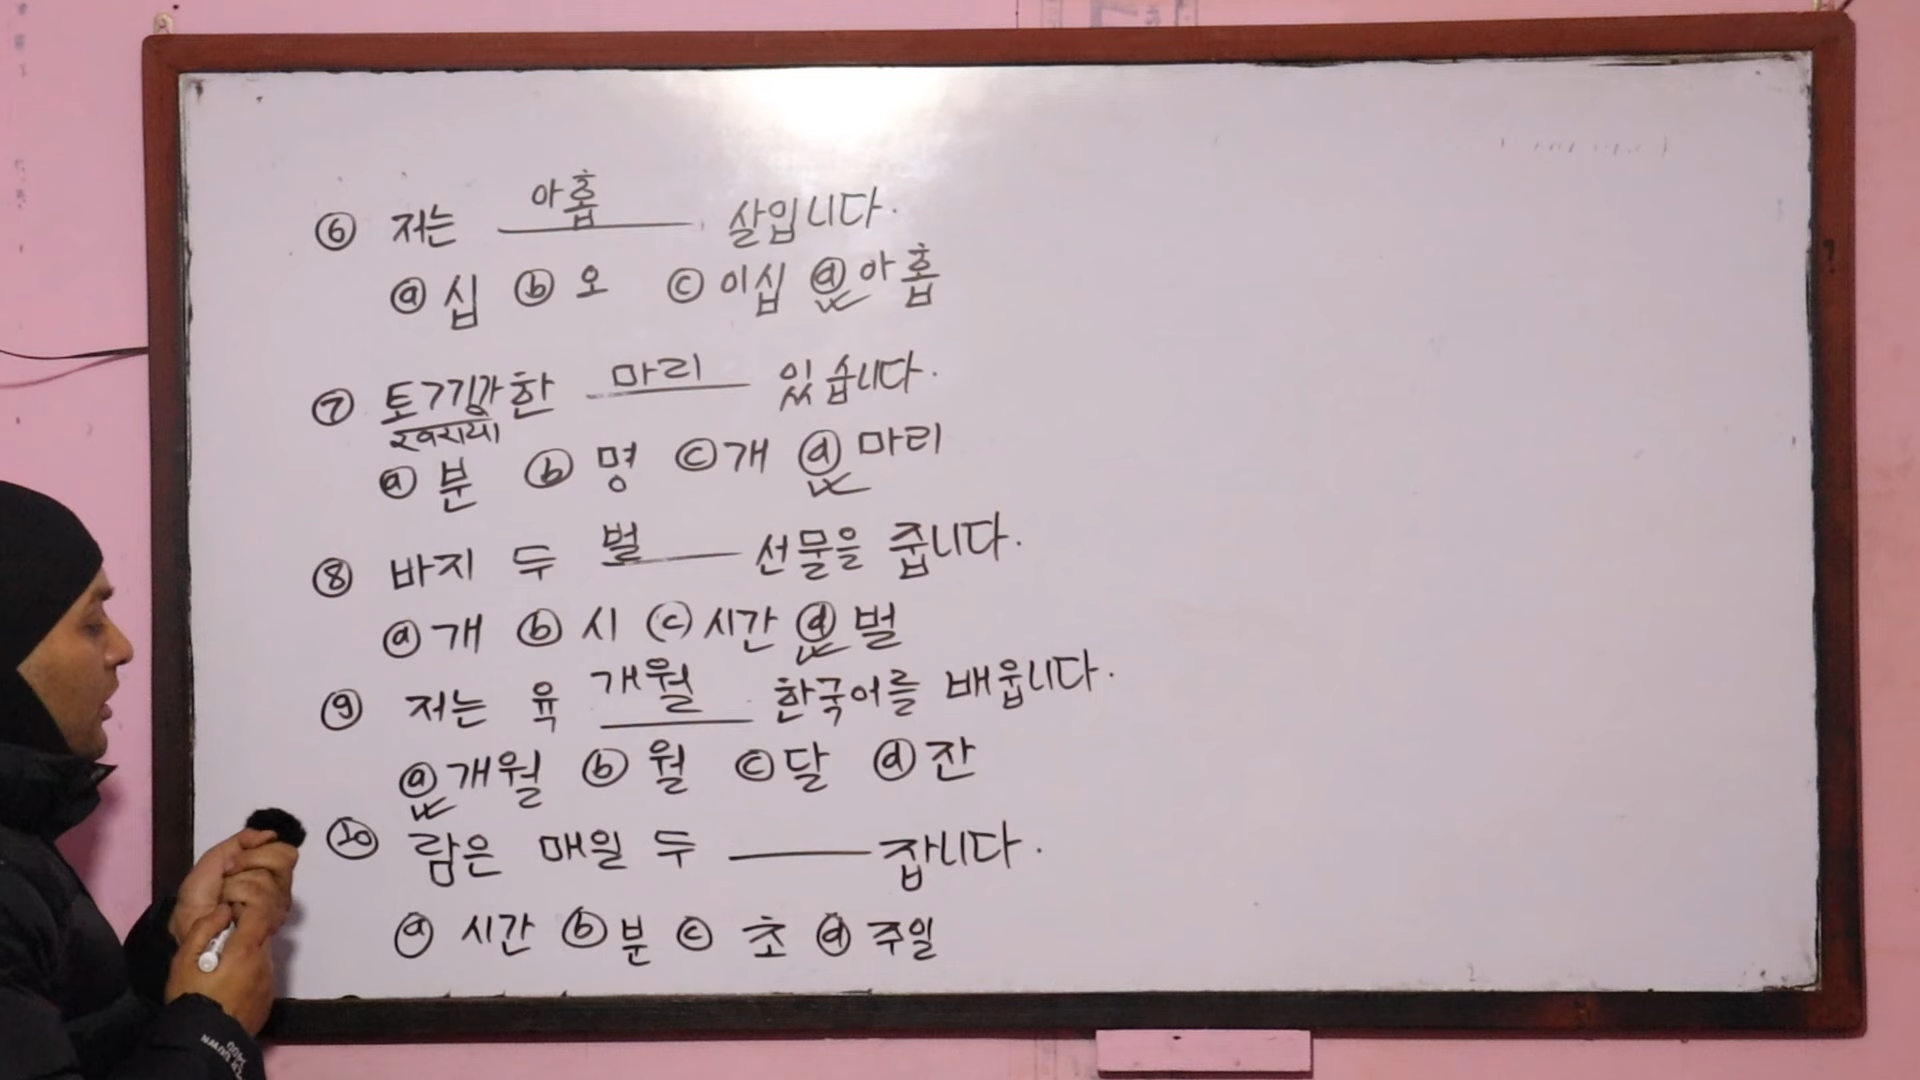 ⑥ 저는 아홉 살입니다.
ⓐ 십 ⓑ 오 ⓒ 이십 ⓓ 아홉
⑦ 토끼가 한 마리 있습니다.
खरायो
ⓐ 분 ⓑ 명 ⓒ 개 ⓓ 마리
⑧ 바지 두 벌 선물을 줍니다.
ⓐ 개 ⓑ 시 ⓒ 시간 ⓓ 벌
⑨ 저는 육 개월 한국어를 배웁니다.
ⓐ 개월 ⓑ 월 ⓒ 달 ⓓ 잔
⑩ 람은 매일 두 ____ 잡니다.
ⓐ 시간 ⓑ 분 ⓒ 초 ⓓ 주일